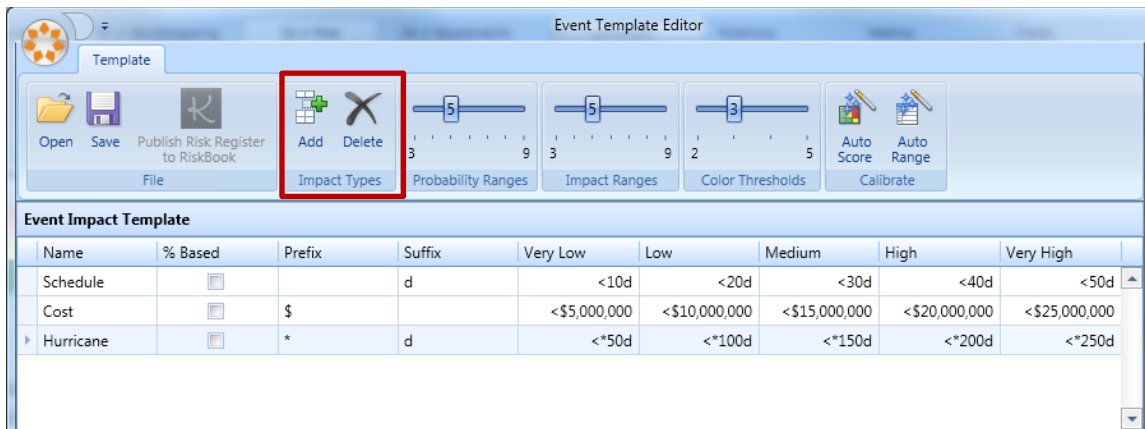 Event Template Editor
Template
Open Save Publish Risk Register to RiskBook
File
Add Delete
Impact Types
5
3 9
Probability Ranges
5
3 9
Impact Ranges
3
2 5
Color Thresholds
Auto Score Auto Range
Calibrate
Event Impact Template
Name % Based Prefix Suffix Very Low Low Medium High Very High
Schedule d <10d <20d <30d <40d <50d
Cost $ <$5,000,000 <$10,000,000 <$15,000,000 <$20,000,000 <$25,000,000
Hurricane * d <*50d <*100d <*150d <*200d <*250d